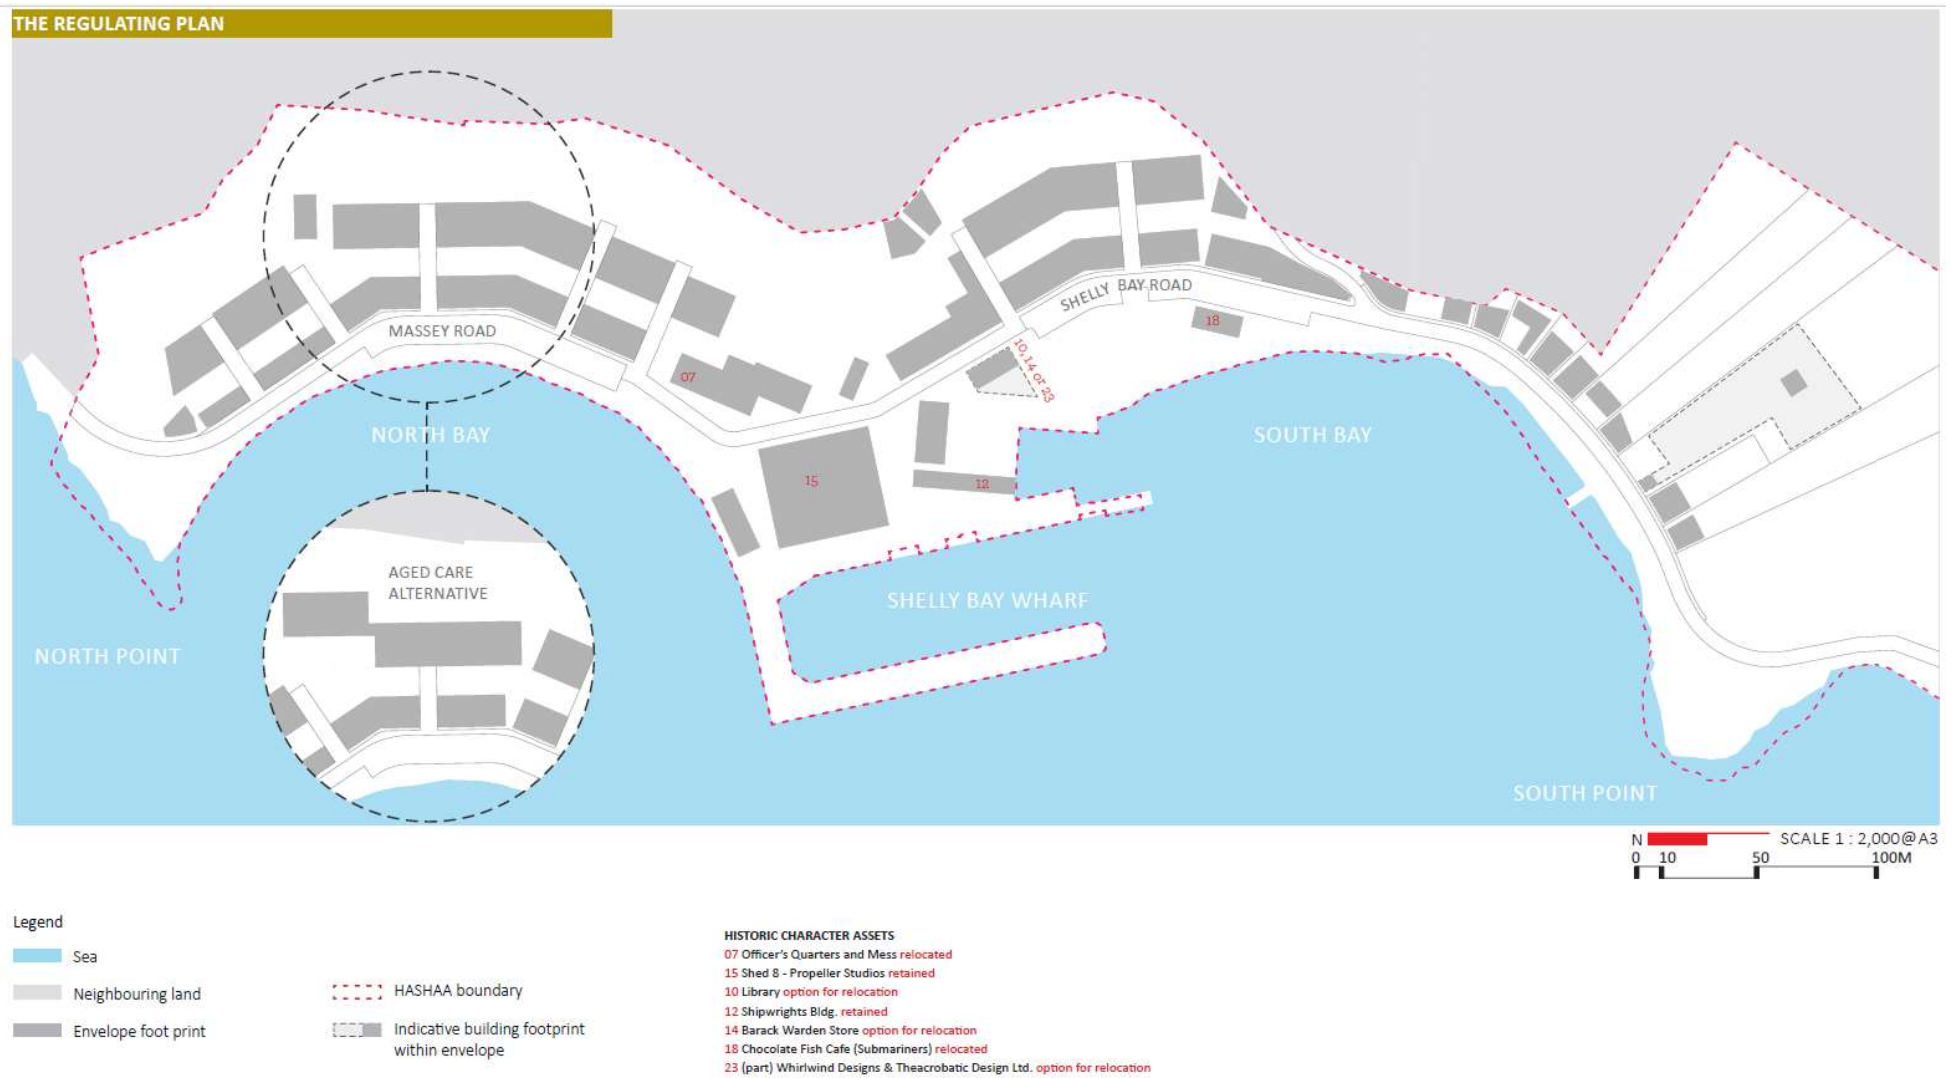 THE REGULATING PLAN
MASSEY ROAD
SHELLY BAY ROAD
18
10, 14 or 23
07
NORTH BAY
SOUTH BAY
15
12
AGED CARE
ALTERNATIVE
SHELLY BAY WHARF
NORTH POINT
SOUTH POINT
N
SCALE 1 : 2,000@A3
0 10 50 100M
Legend
Sea
Neighbouring land
Envelope foot print
HASHAA boundary
Indicative building footprint
within envelope
HISTORIC CHARACTER ASSETS
07 Officer's Quarters and Mess relocated
15 Shed 8 - Propeller Studios retained
10 Library option for relocation
12 Shipwrights Bldg. retained
14 Barack Warden Store option for relocation
18 Chocolate Fish Cafe (Submariners) relocated
23 (part) Whirlwind Designs & Theacrobatic Design Ltd. option for relocation